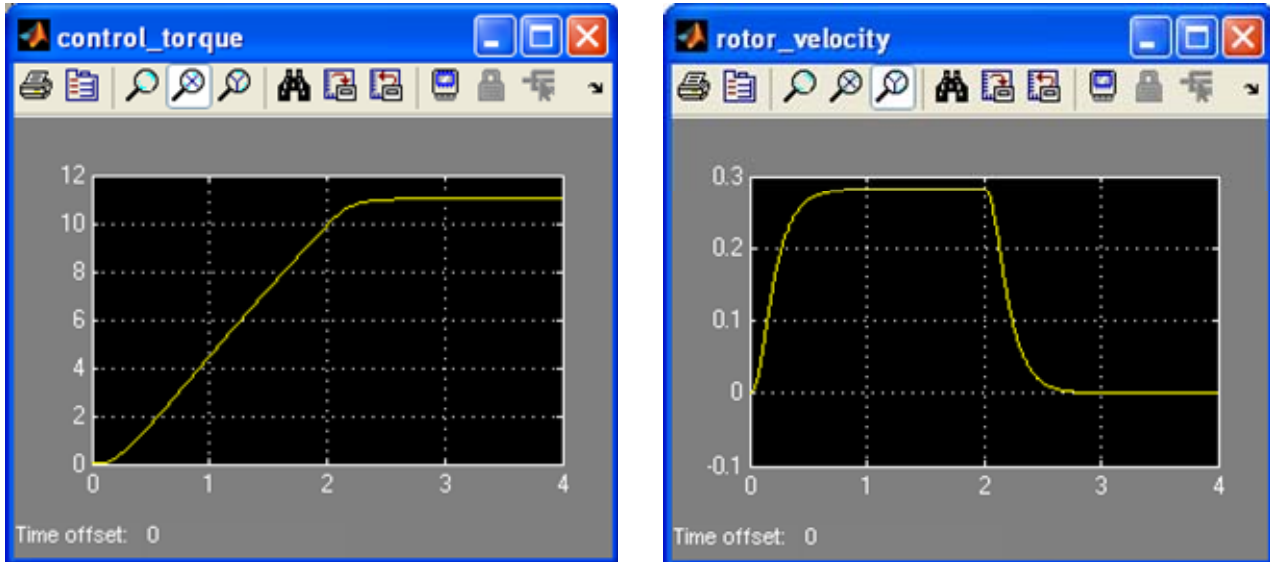 control_torque
12
10
8
6
4
2
0
0 1 2 3 4
Time offset: 0
rotor_velocity
0.3
0.2
0.1
0
-0.1
0 1 2 3 4
Time offset: 0